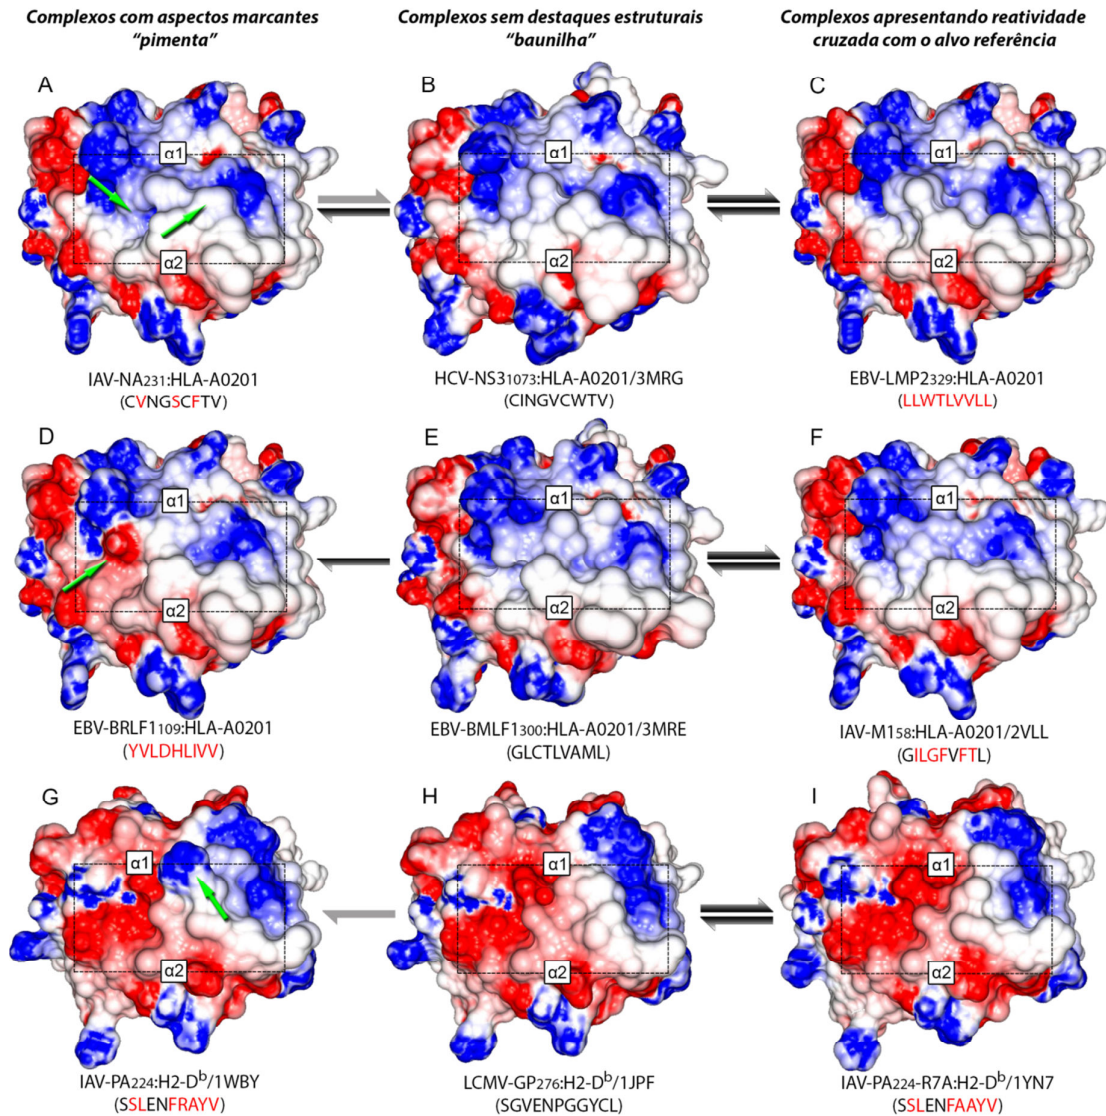 Complexos com aspectos marcantes
“pimenta”
Complexos sem destaques estruturais
“baunilha”
Complexos apresentando reatividade
cruzada com o alvo referência
A
α1
α2
IAV-NA231:HLA-A0201
(CVNGSCFTV)
B
α1
α2
HCV-NS31073:HLA-A0201/3MRG
(CINGVCWTV)
C
α1
α2
EBV-LMP2329:HLA-A0201
(LLWTLVVLL)
D
α1
α2
EBV-BRLF1109:HLA-A0201
(YVLDHLIVV)
E
α1
α2
EBV-BMLF1300:HLA-A0201/3MRE
(GLCTLVAML)
F
α1
α2
IAV-M158:HLA-A0201/2VLL
(GILGFVFTL)
G
α1
α2
IAV-PA224:H2-Dᵇ/1WBY
(SSLENFRAYV)
H
α1
α2
LCMV-GP276:H2-Dᵇ/1JPF
(SGVENPGGYCL)
I
α1
α2
IAV-PA224-R7A:H2-Dᵇ/1YN7
(SSLENFAAYV)